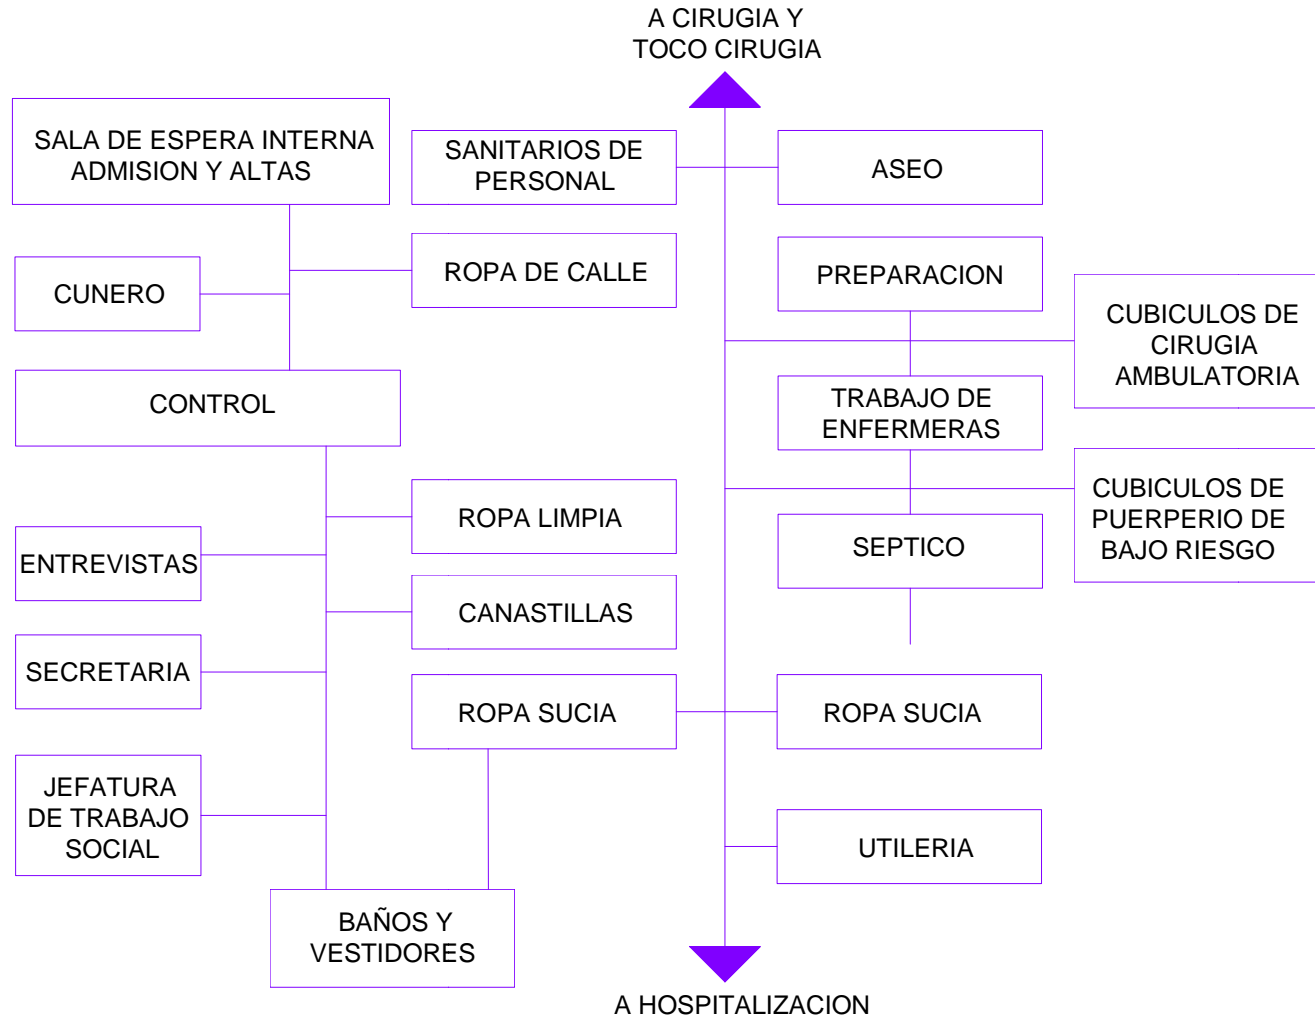 A CIRUGIA Y
TOCO CIRUGIA
SALA DE ESPERA INTERNA
ADMISION Y ALTAS
SANITARIOS DE
PERSONAL
ASEO
CUNERO
ROPA DE CALLE
PREPARACION
CUBICULOS DE
CIRUGIA
AMBULATORIA
CONTROL
TRABAJO DE
ENFERMERAS
ROPA LIMPIA
SEPTICO
CUBICULOS DE
PUERPERIO DE
BAJO RIESGO
ENTREVISTAS
CANASTILLAS
SECRETARIA
ROPA SUCIA
ROPA SUCIA
JEFATURA
DE TRABAJO
SOCIAL
UTILERIA
BAÑOS Y
VESTIDORES
A HOSPITALIZACION